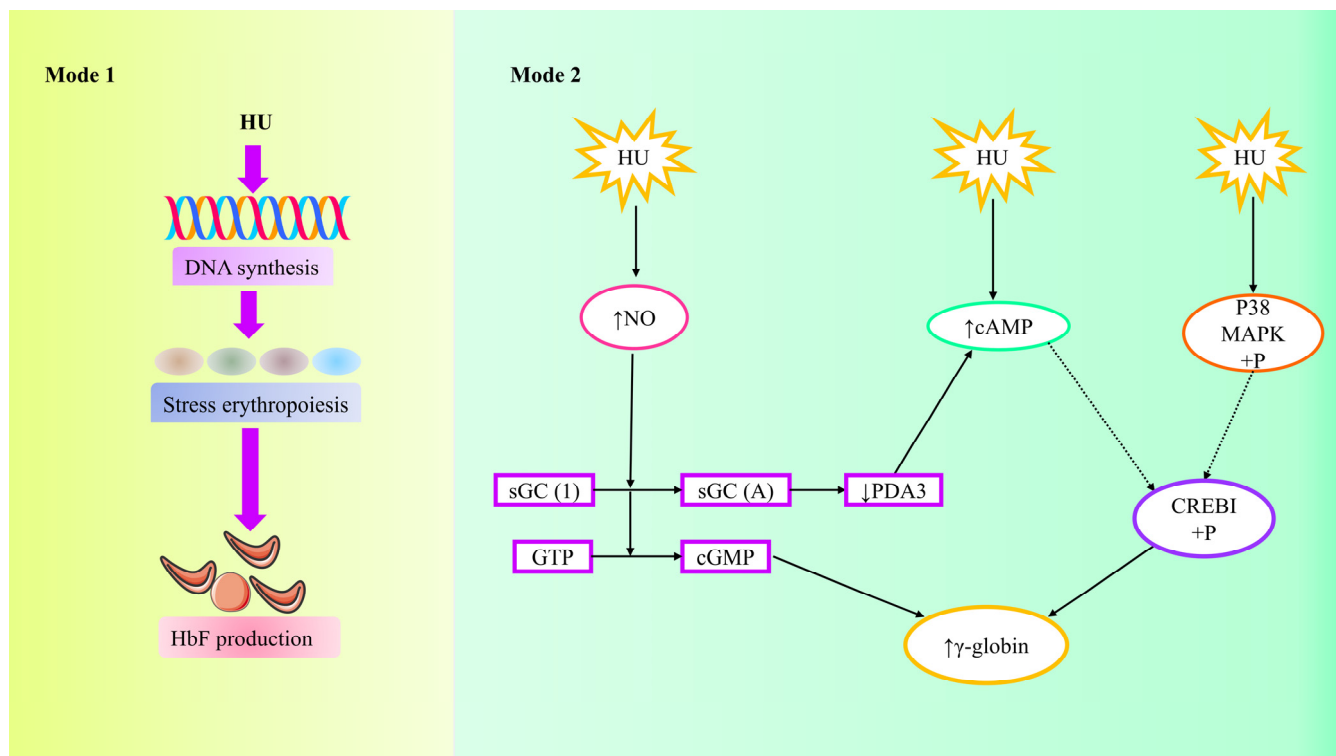 Mode 1
HU
DNA synthesis
Stress erythropoiesis
HbF production
Mode 2
HU
HU
HU
↑NO
↑cAMP
P38
MAPK
+P
sGC (1)
sGC (A)
↓PDA3
CREBI
+P
GTP
cGMP
↑γ-globin